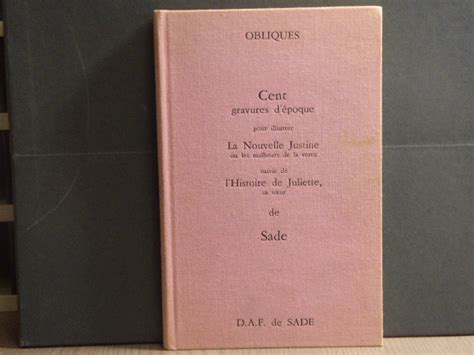 OBLIQUES
Cent
gravures d'époque
pour illustrer
La Nouvelle Justine
ou les malheurs de la vertu
suivie de
l'Histoire de Juliette,
sa sœur
de
Sade
D.A.F. de SADE